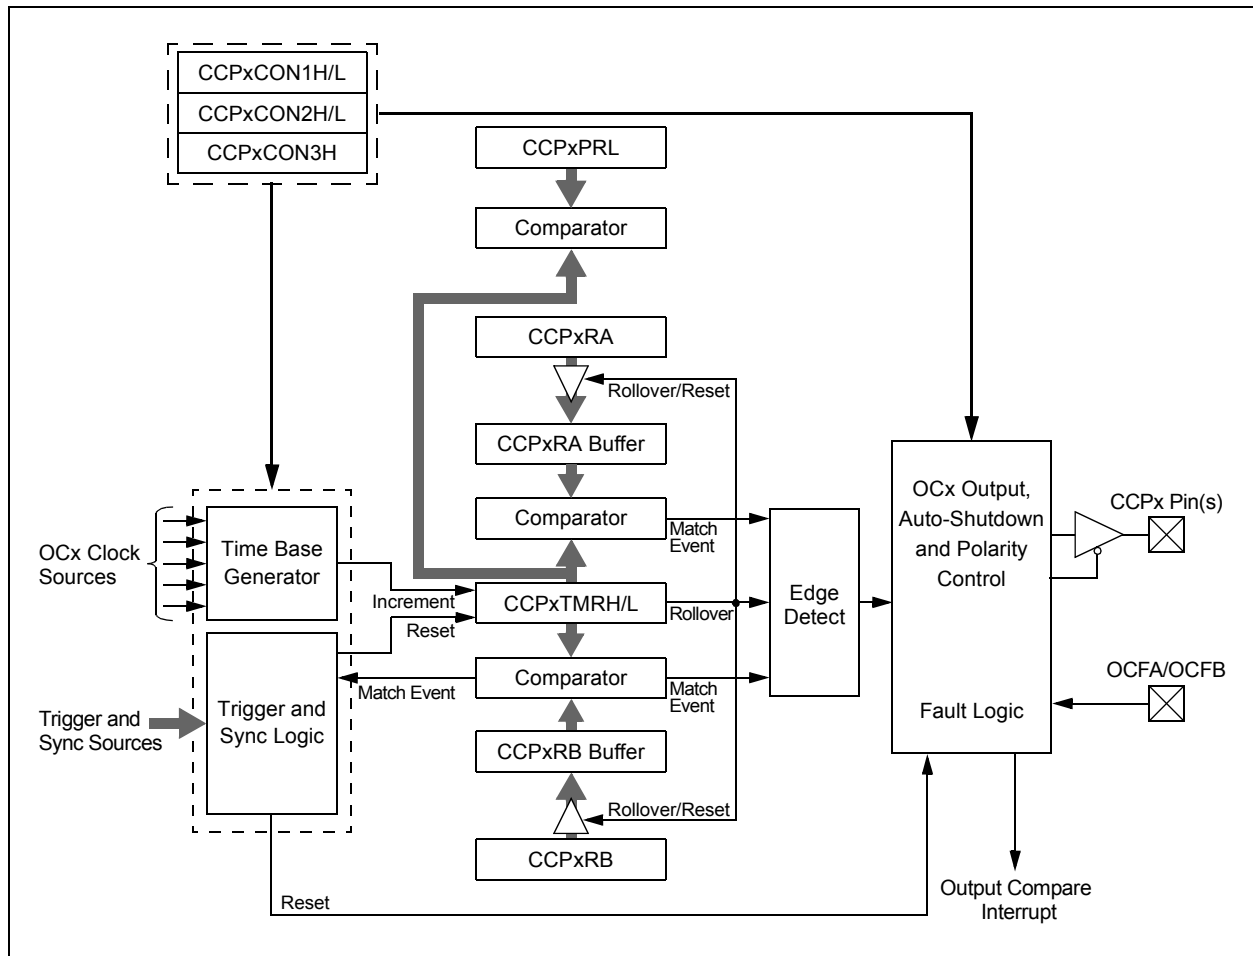 CCPxCON1H/L
CCPxCON2H/L
CCPxCON3H
CCPxPRL
Comparator
CCPxRA
Rollover/Reset
CCPxRA Buffer
Comparator
Match
Event
OCx Clock
Sources
Time Base
Generator
Increment
Reset
CCPxTMRH/L
Rollover
Edge
Detect
OCx Output,
Auto-Shutdown
and Polarity
Control
Fault Logic
CCPx Pin(s)
OCFA/OCFB
Trigger and
Sync Sources
Trigger and
Sync Logic
Match Event
Comparator
Match
Event
CCPxRB Buffer
Rollover/Reset
CCPxRB
Reset
Output Compare
Interrupt